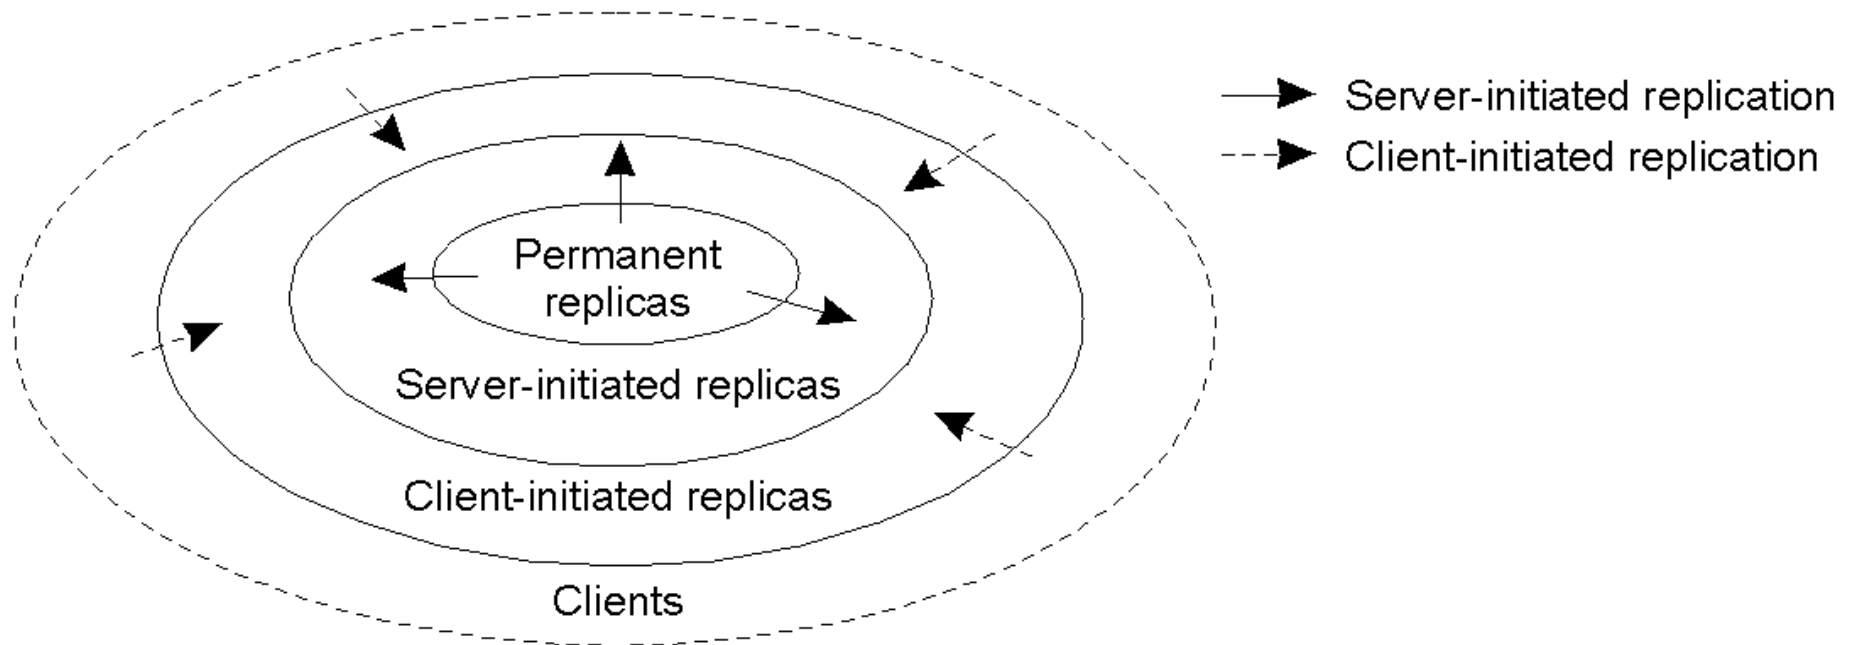 Server-initiated replication
Client-initiated replication
Permanent
replicas
Server-initiated replicas
Client-initiated replicas
Clients